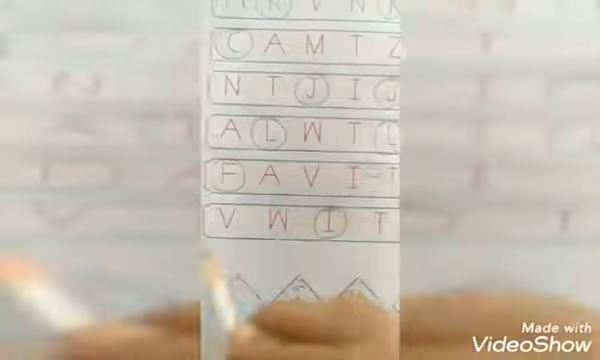 K V N
C A M T Z
N T J I J
A L W T L
F A V I T
V W I T
Made with
VideoShow